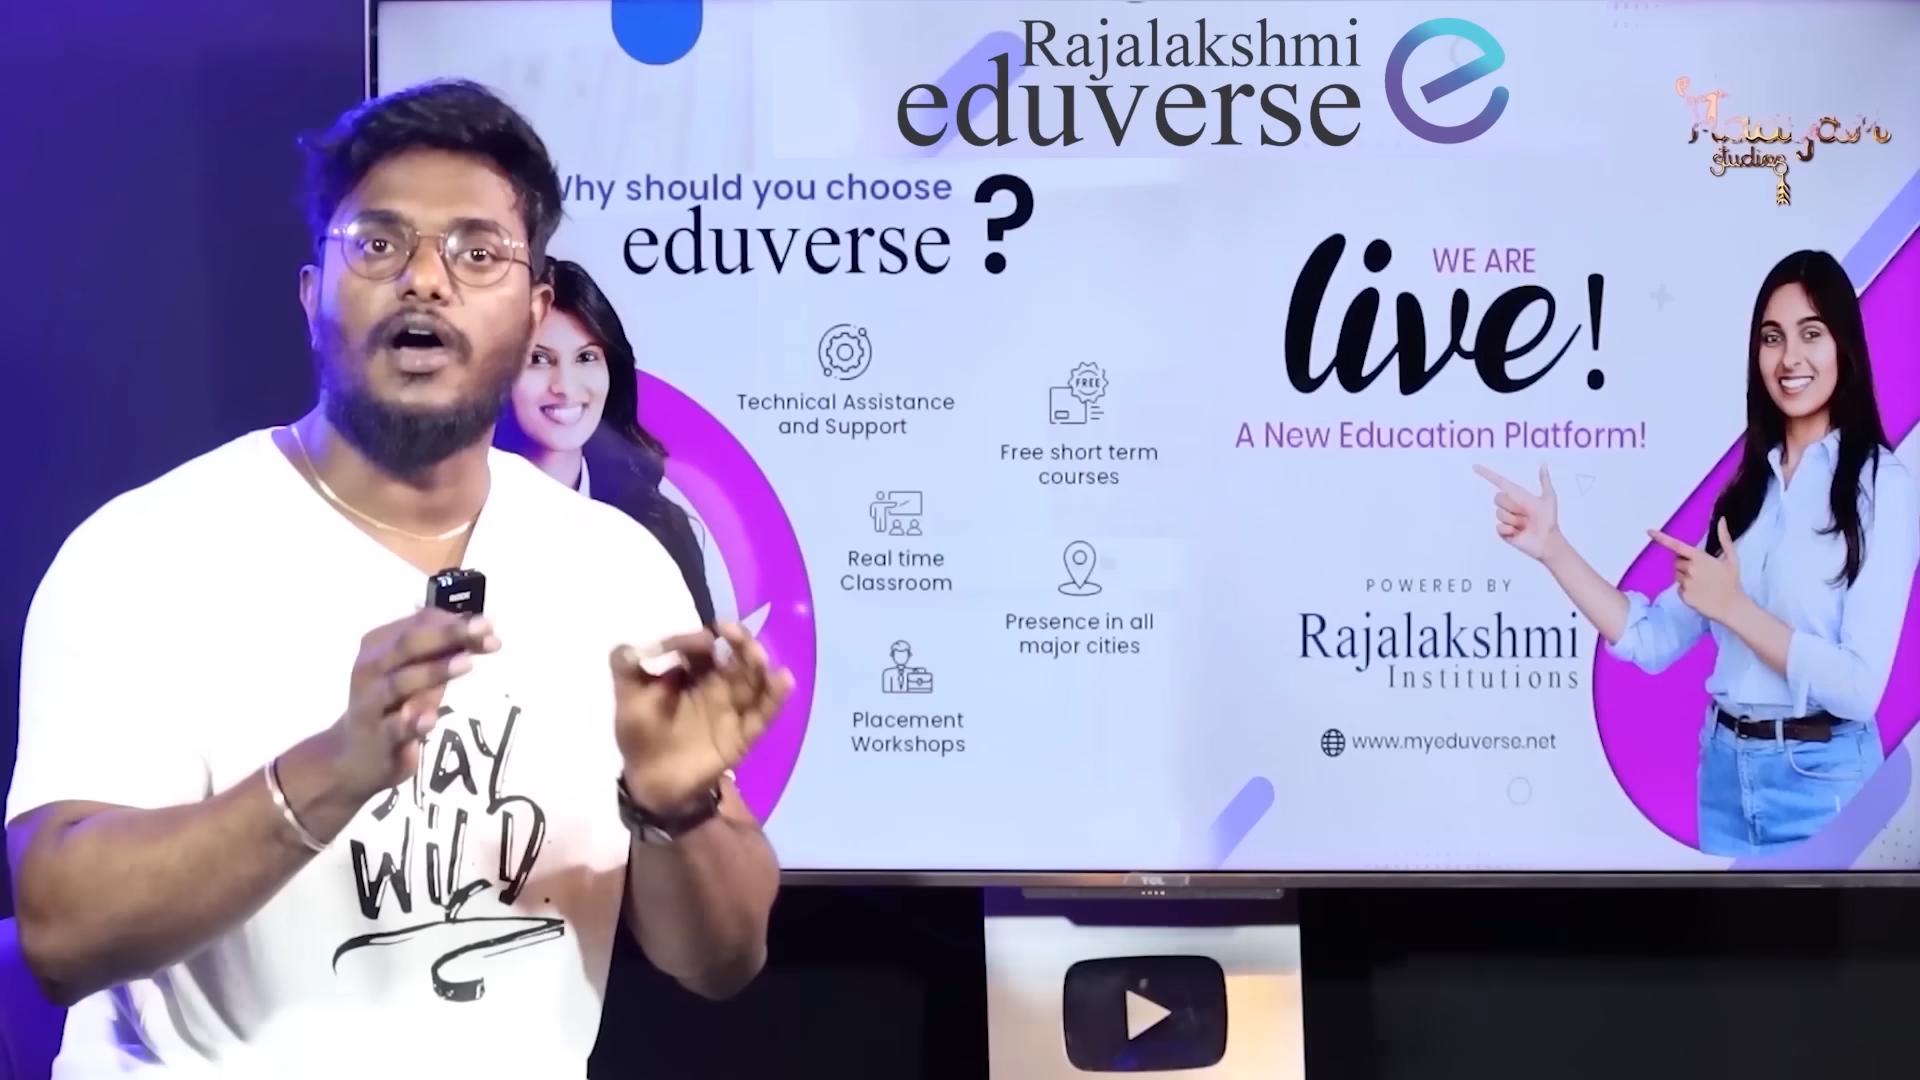 Rajalakshmi
eduverse
Why should you choose
eduverse ?
Technical Assistance
and Support
FREE
Free short term
courses
Real time
Classroom
Presence in all
major cities
Placement
Workshops
WE ARE
live!
A New Education Platform!
POWERED BY
Rajalakshmi
Institutions
www.myeduverse.net
studios
WILD
TCL